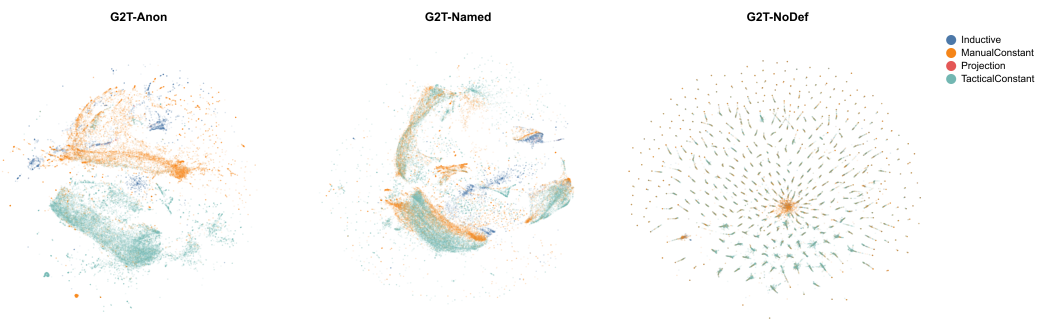 G2T-Anon
G2T-Named
G2T-NoDef
Inductive
ManualConstant
Projection
TacticalConstant